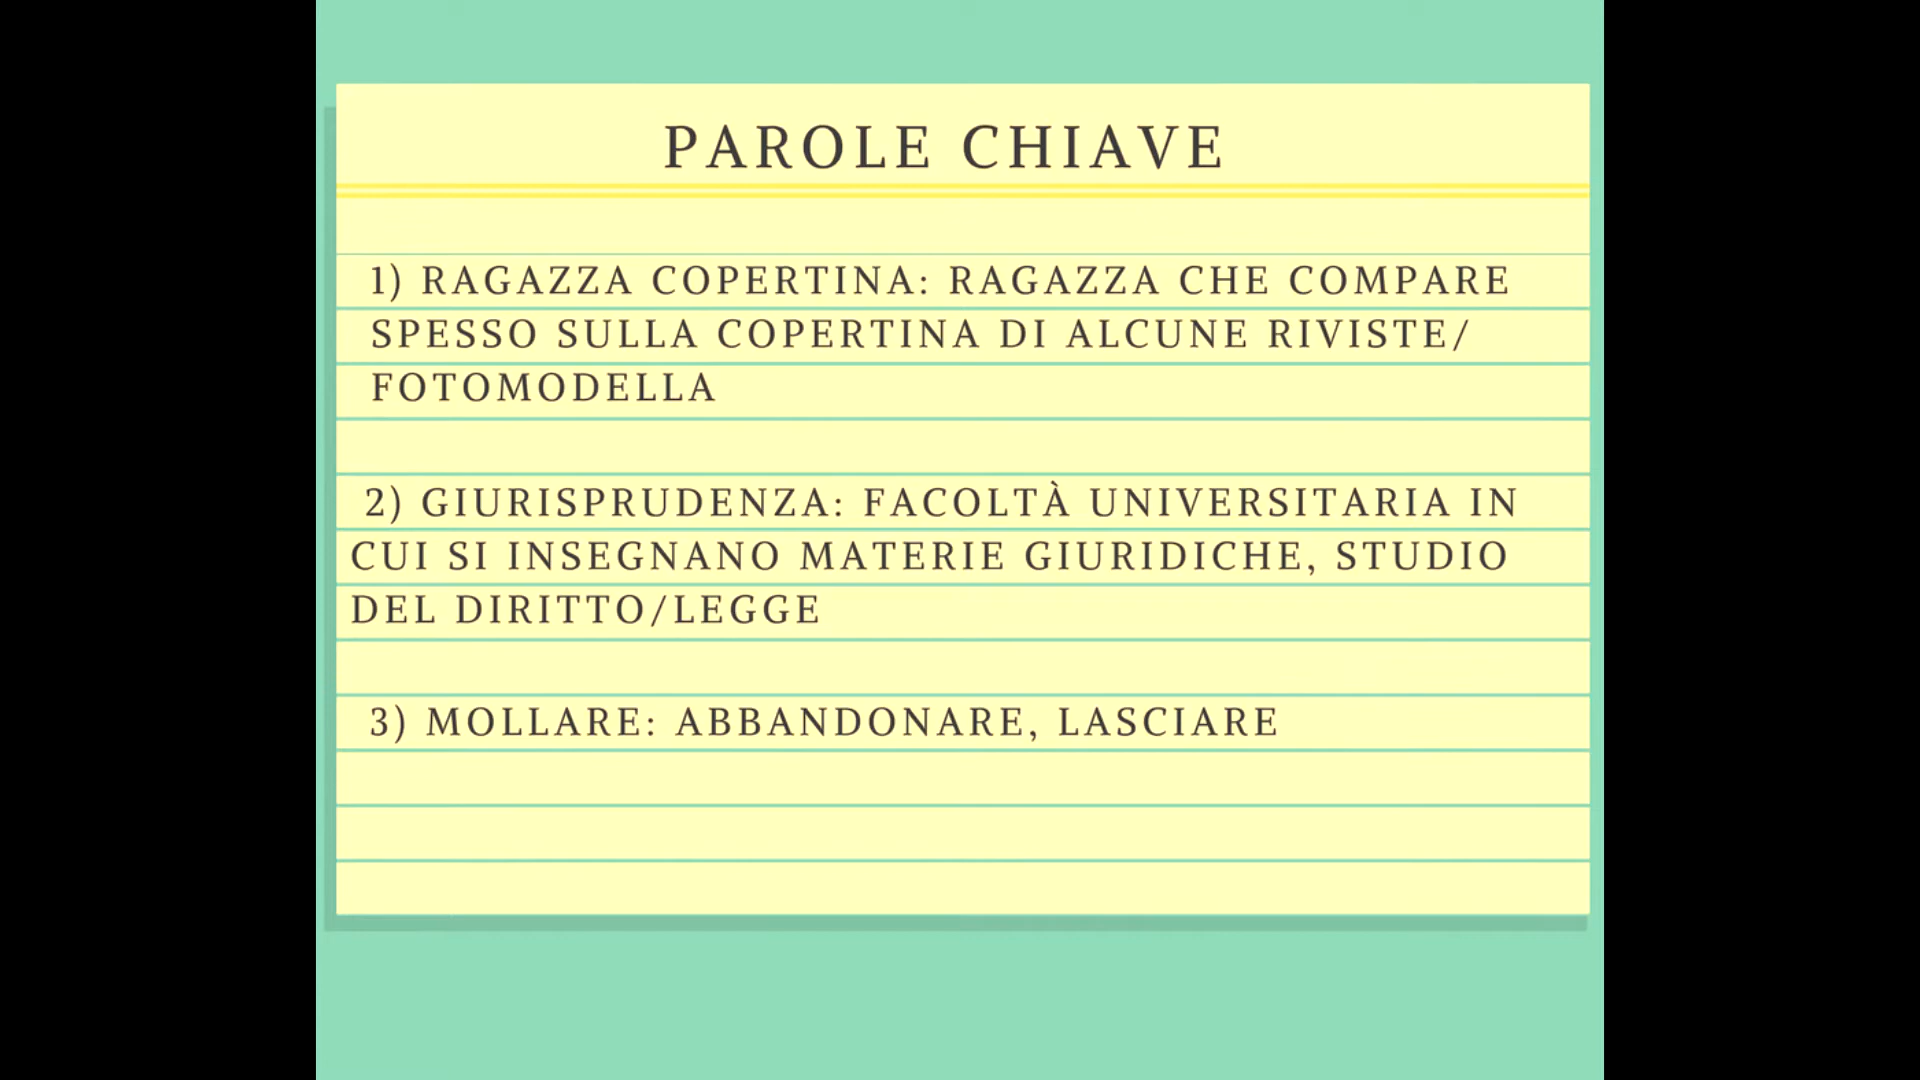 PAROLE CHIAVE
1) RAGAZZA COPERTINA: RAGAZZA CHE COMPARE
SPESSO SULLA COPERTINA DI ALCUNE RIVISTE/
FOTOMODELLA
2) GIURISPRUDENZA: FACOLTÀ UNIVERSITARIA IN
CUI SI INSEGNANO MATERIE GIURIDICHE, STUDIO
DEL DIRITTO/LEGGE
3) MOLLARE: ABBANDONARE, LASCIARE